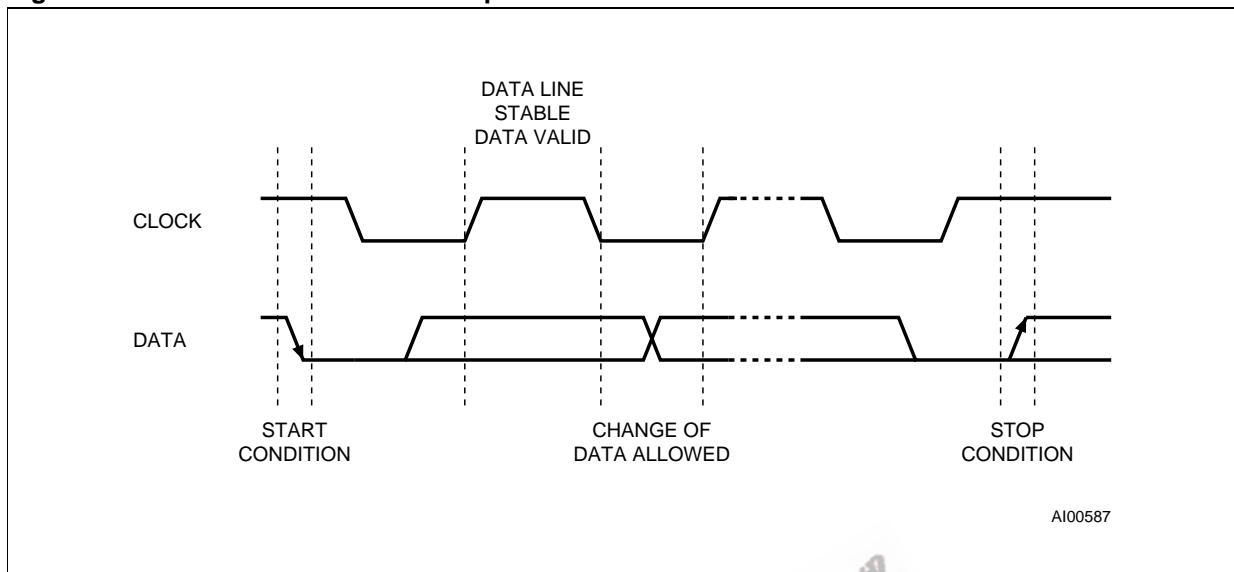 DATA LINE
STABLE
DATA VALID
CLOCK
DATA
START
CONDITION
CHANGE OF
DATA ALLOWED
STOP
CONDITION
AI00587